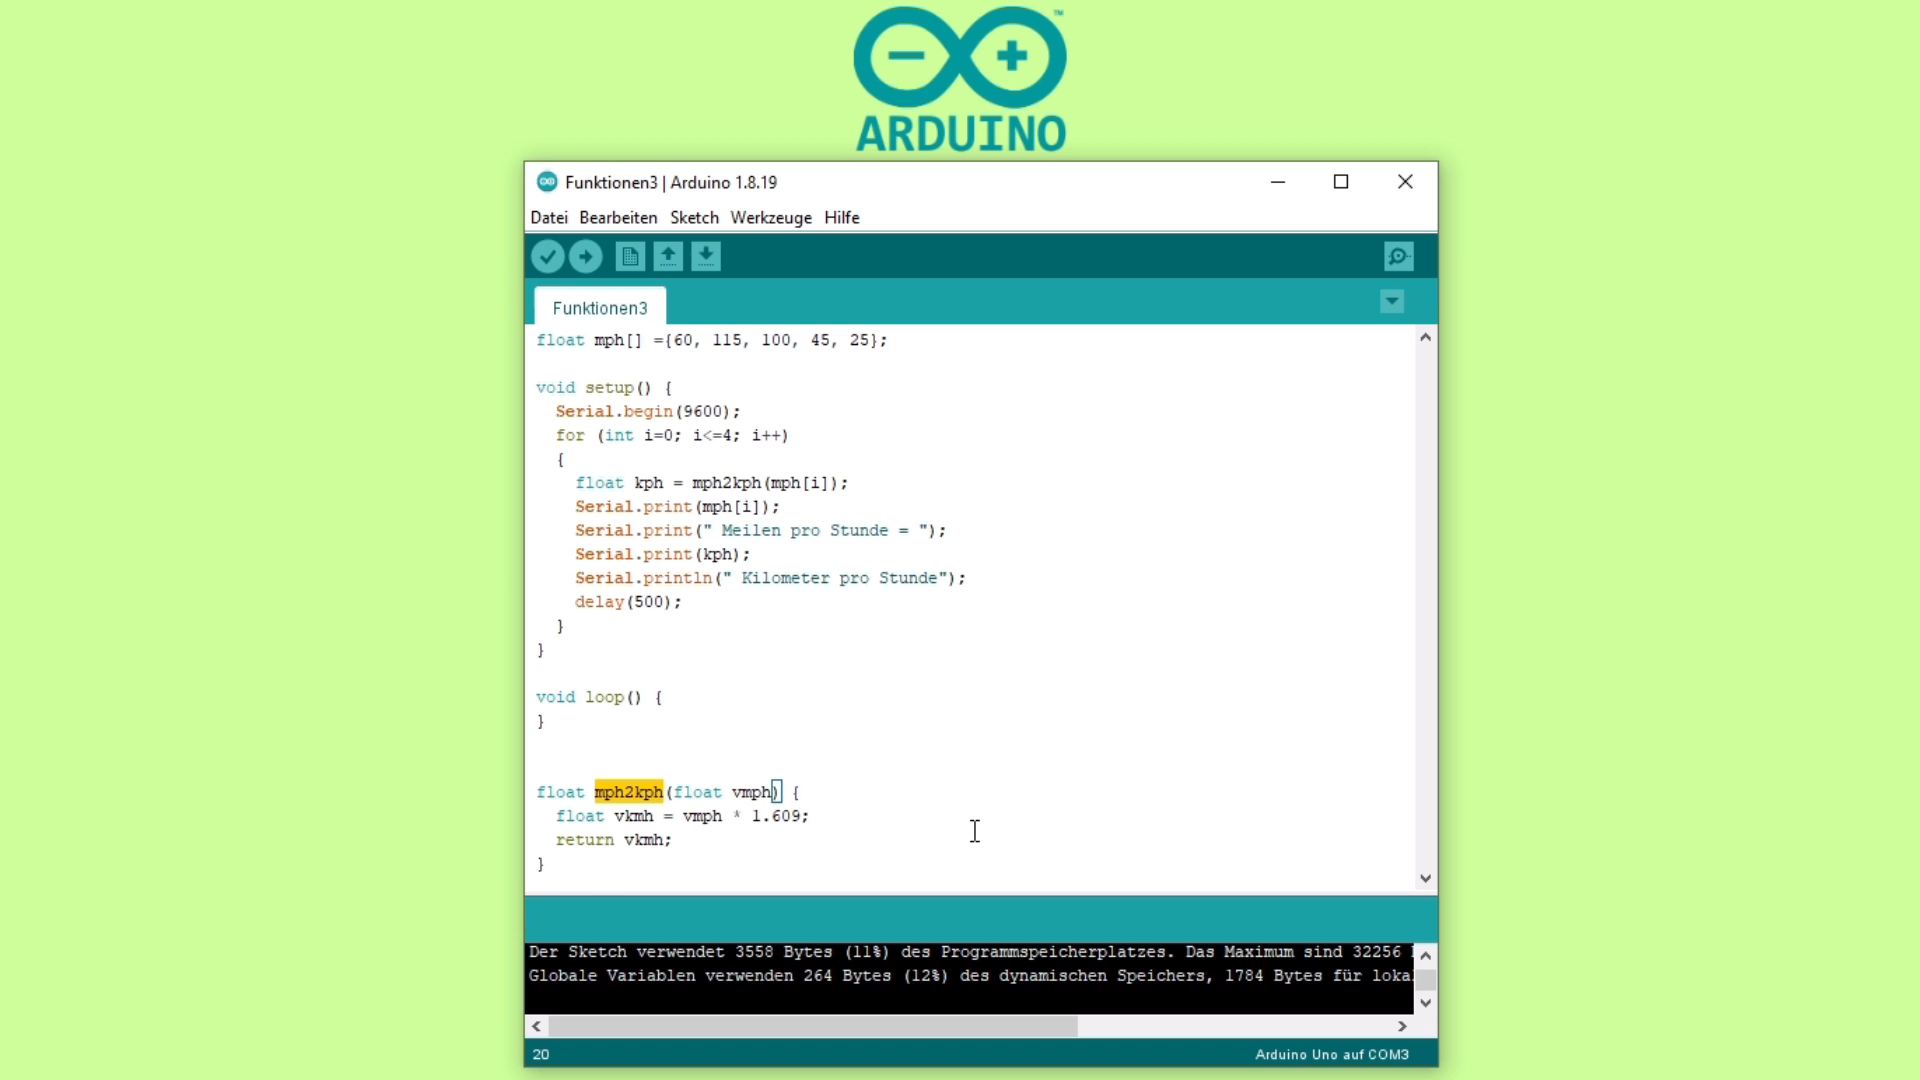 ARDUINO
TM
Funktionen3 | Arduino 1.8.19
Datei Bearbeiten Sketch Werkzeuge Hilfe
Funktionen3
float mph[] ={60, 115, 100, 45, 25};
void setup() {
Serial.begin(9600);
for (int i=0; i<=4; i++)
{
float kph = mph2kph(mph[i]);
Serial.print(mph[i]);
Serial.print(" Meilen pro Stunde = ");
Serial.print(kph);
Serial.println(" Kilometer pro Stunde");
delay(500);
}
}
void loop() {
}
float mph2kph(float vmph) {
float vkmh = vmph * 1.609;
return vkmh;
}
Der Sketch verwendet 3558 Bytes (11%) des Programmspeicherplatzes. Das Maximum sind 32256
Globale Variablen verwenden 264 Bytes (12%) des dynamischen Speichers, 1784 Bytes für loka
20
Arduino Uno auf COM3